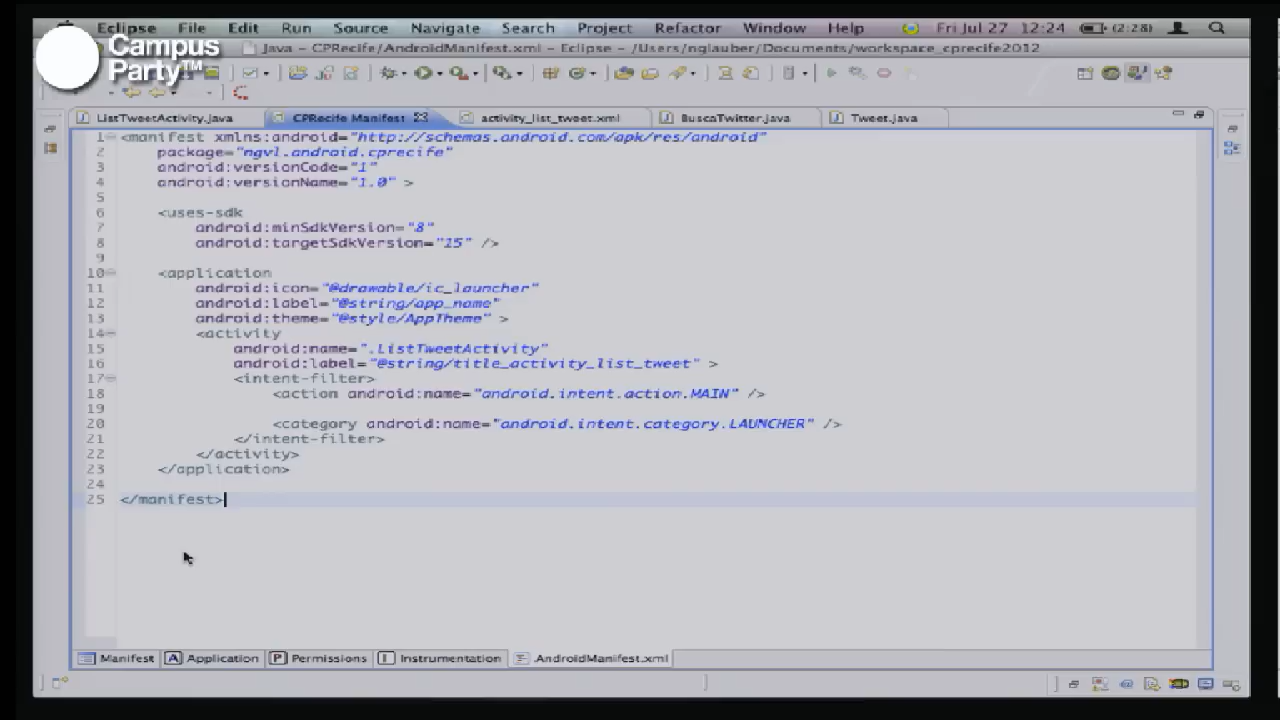 Eclipse File Edit Run Source Navigate Search Project Refactor Window Help Fri Jul 27 12:24 (2:28)
Campus
Party™
Java - CPRecife/AndroidManifest.xml - Eclipse - /Users/nglauber/Documents/workspace_cprecife2012
ListTweetActivity.java CPRecife Manifest activity_list_tweet.xml BuscaTwitter.java Tweet.java
1 <manifest xmlns:android="http://schemas.android.com/apk/res/android"
2 package="ngvl.android.cprecife"
3 android:versionCode="1"
4 android:versionName="1.0" >
5
6 <uses-sdk
7 android:minSdkVersion="8"
8 android:targetSdkVersion="15" />
9
10 <application
11 android:icon="@drawable/ic_launcher"
12 android:label="@string/app_name"
13 android:theme="@style/AppTheme" >
14 <activity
15 android:name=".ListTweetActivity"
16 android:label="@string/title_activity_list_tweet" >
17 <intent-filter>
18 <action android:name="android.intent.action.MAIN" />
19
20 <category android:name="android.intent.category.LAUNCHER" />
21 </intent-filter>
22 </activity>
23 </application>
24
25 </manifest>
Manifest A Application P Permissions I Instrumentation AndroidManifest.xml